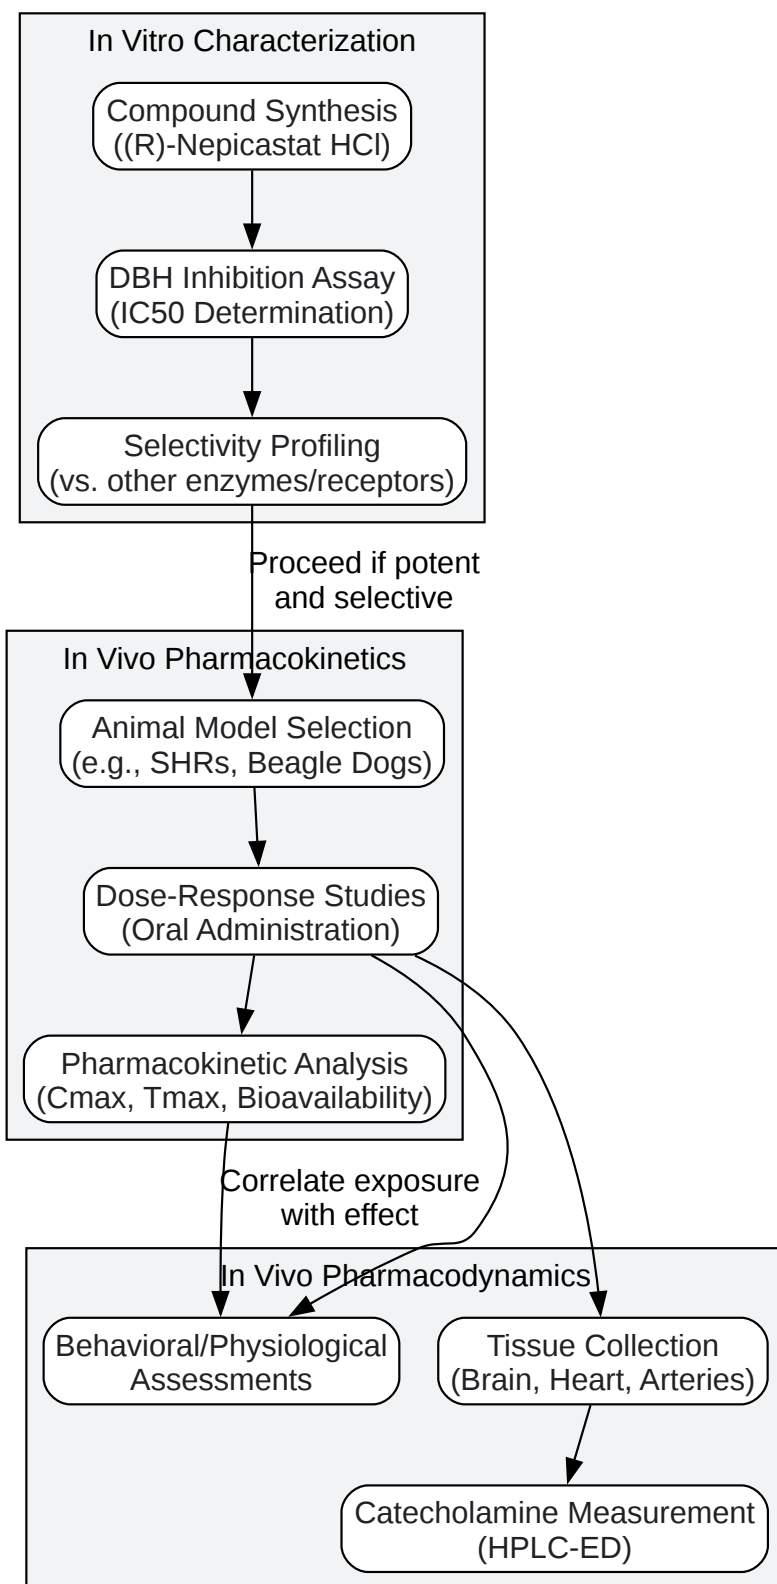 In Vitro Characterization
Compound Synthesis
((R)-Nepicastat HCl)
DBH Inhibition Assay
(IC50 Determination)
Selectivity Profiling
(vs. other enzymes/receptors)
Proceed if potent
and selective
In Vivo Pharmacokinetics
Animal Model Selection
(e.g., SHRs, Beagle Dogs)
Dose-Response Studies
(Oral Administration)
Pharmacokinetic Analysis
(Cmax, Tmax, Bioavailability)
Correlate exposure
with effect
In Vivo Pharmacodynamics
Behavioral/Physiological
Assessments
Tissue Collection
(Brain, Heart, Arteries)
Catecholamine Measurement
(HPLC-ED)